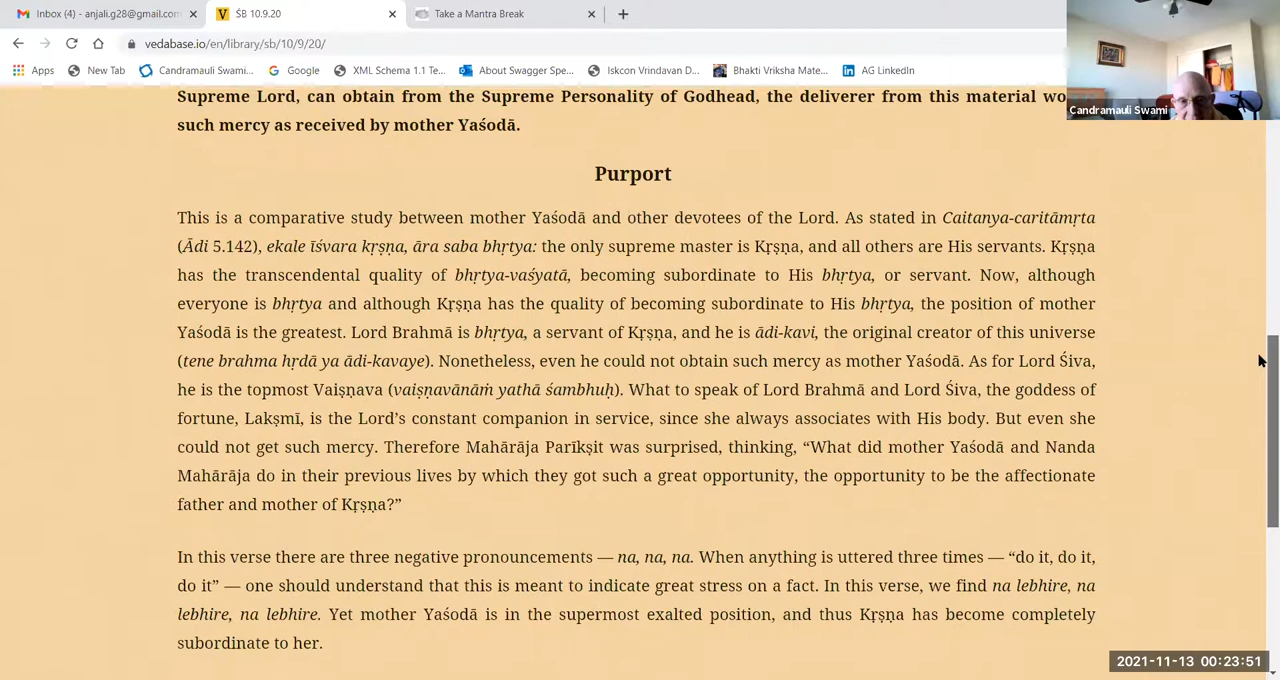 Inbox (4) - anjali.g28@gmail.com
ŚB 10.9.20
Take a Mantra Break
vedabase.io/en/library/sb/10/9/20/
Apps
New Tab
Candramauli Swami...
Google
XML Schema 1.1 Te...
About Swagger Spe...
Iskcon Vrindavan D...
Bhakti Vriksha Mate...
AG LinkedIn
Candramauli Swami
Supreme Lord, can obtain from the Supreme Personality of Godhead, the deliverer from this material wo
such mercy as received by mother Yaśodā.
Purport
This is a comparative study between mother Yaśodā and other devotees of the Lord. As stated in Caitanya-caritāmṛta
(Ādi 5.142), ekale īśvara kṛṣṇa, āra saba bhṛtya: the only supreme master is Kṛṣṇa, and all others are His servants. Kṛṣṇa
has the transcendental quality of bhṛtya-vaśyatā, becoming subordinate to His bhṛtya, or servant. Now, although
everyone is bhṛtya and although Kṛṣṇa has the quality of becoming subordinate to His bhṛtya, the position of mother
Yaśodā is the greatest. Lord Brahmā is bhṛtya, a servant of Kṛṣṇa, and he is ādi-kavi, the original creator of this universe
(tene brahma hṛdā ya ādi-kavaye). Nonetheless, even he could not obtain such mercy as mother Yaśodā. As for Lord Śiva,
he is the topmost Vaiṣṇava (vaiṣṇavānāṁ yathā śambhuḥ). What to speak of Lord Brahmā and Lord Śiva, the goddess of
fortune, Lakṣmī, is the Lord’s constant companion in service, since she always associates with His body. But even she
could not get such mercy. Therefore Mahārāja Parīkṣit was surprised, thinking, “What did mother Yaśodā and Nanda
Mahārāja do in their previous lives by which they got such a great opportunity, the opportunity to be the affectionate
father and mother of Kṛṣṇa?”
In this verse there are three negative pronouncements — na, na, na. When anything is uttered three times — “do it, do it,
do it” — one should understand that this is meant to indicate great stress on a fact. In this verse, we find na lebhire, na
lebhire, na lebhire. Yet mother Yaśodā is in the supermost exalted position, and thus Kṛṣṇa has become completely
subordinate to her.
2021-11-13 00:23:51